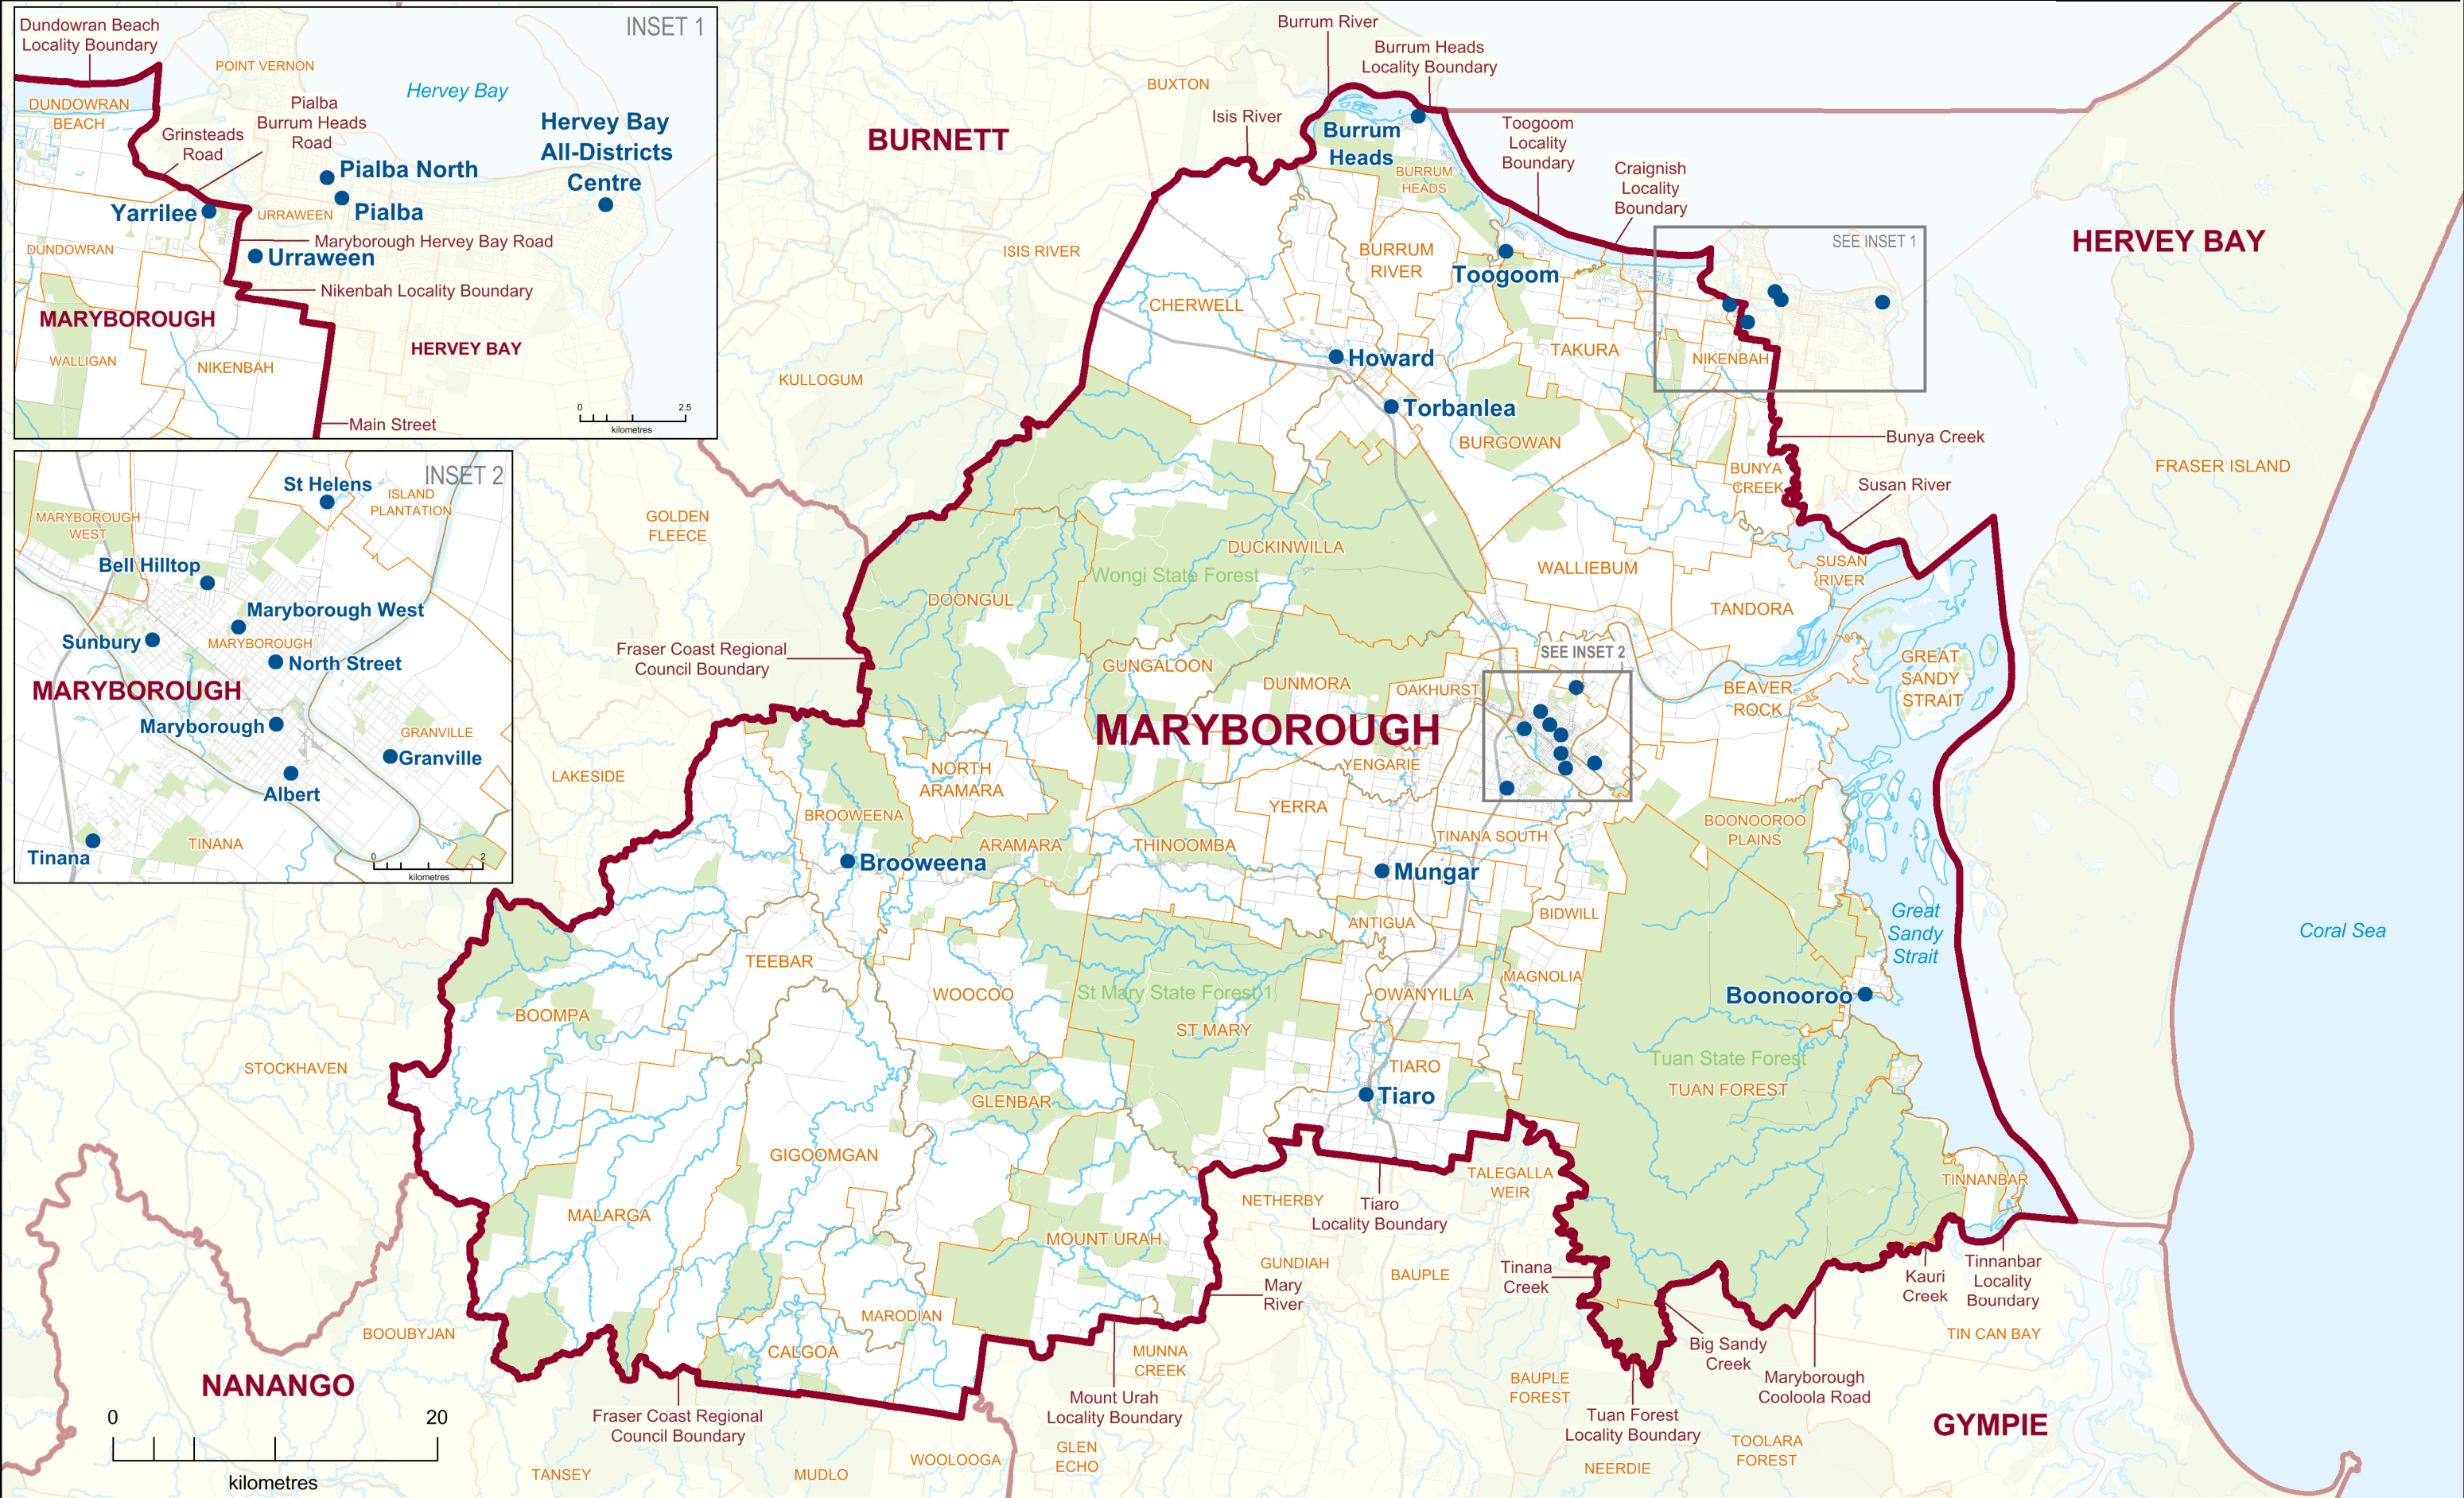 Dundowran Beach
Locality Boundary
INSET 1
POINT VERNON
Hervey Bay
DUNDOWRAN
BEACH
Grinsteads
Road
Pialba
Burrum Heads
Road
Hervey Bay
All-Districts
Centre
Pialba North
Yarrilee
URRAWEEN
Pialba
DUNDOWRAN
Maryborough Hervey Bay Road
Urraween
Nikenbah Locality Boundary
MARYBOROUGH
HERVEY BAY
WALLIGAN
NIKENBAH
Main Street
0
2.5
kilometres
INSET 2
St Helens
ISLAND
PLANTATION
MARYBOROUGH
WEST
Bell Hilltop
Maryborough West
Sunbury
MARYBOROUGH
North Street
MARYBOROUGH
Maryborough
GRANVILLE
Granville
Albert
TINANA
Tinana
0
2
kilometres
Burrum River
Burrum Heads
Locality Boundary
BUXTON
Isis River
BURNETT
Burrum
Heads
BURRUM
HEADS
Toogoom
Locality
Boundary
Craignish
Locality
Boundary
SEE INSET 1
HERVEY BAY
ISIS RIVER
BURRUM
RIVER
Toogoom
CHERWELL
KULLOGUM
Howard
TAKURA
NIKENBAH
Torbanlea
BURGOWAN
Bunya Creek
FRASER ISLAND
BUNYA
CREEK
Susan River
GOLDEN
FLEECE
DUCKINWILLA
Wongi State Forest
WALLIEBUM
SUSAN
RIVER
DOONGUL
TANDORA
Fraser Coast Regional
Council Boundary
GUNGALOON
SEE INSET 2
GREAT
SANDY
STRAIT
DUNMORA
OAKHURST
BEAVER
ROCK
MARYBOROUGH
LAKESIDE
NORTH
ARAMARA
YENGARIE
BROOWEENA
YERRA
BOONOOROO
PLAINS
ARAMARA
THINOOMBA
TINANA SOUTH
Brooweena
Mungar
ANTIGUA
BIDWILL
Great
Sandy
Strait
Coral Sea
TEEBAR
WOOCOO
St Mary State Forest 1
OWANYILLA
MAGNOLIA
Boonooroo
BOOMPA
ST MARY
STOCKHAVEN
TIARO
Tuan State Forest
TUAN FOREST
GLENBAR
Tiaro
GIGOOMGAN
TALEGALLA
WEIR
TINNANBAR
NETHERBY
Tiaro
Locality Boundary
MALARGA
MOUNT URAH
GUNDIAH
BAUPLE
Mary
River
Tinana
Creek
Kauri
Creek
Tinnanbar
Locality
Boundary
MARODIAN
BOOUBYJAN
CALGOA
MUNNA
CREEK
Big Sandy
Creek
TIN CAN BAY
NANANGO
Mount Urah
Locality Boundary
BAUPLE
FOREST
Maryborough
Cooloola Road
0
20
kilometres
Fraser Coast Regional
Council Boundary
Tuan Forest
Locality Boundary
GYMPIE
TANSEY
MUDLO
WOOLOOGA
GLEN
ECHO
NEERDIE
TOOLARA
FOREST